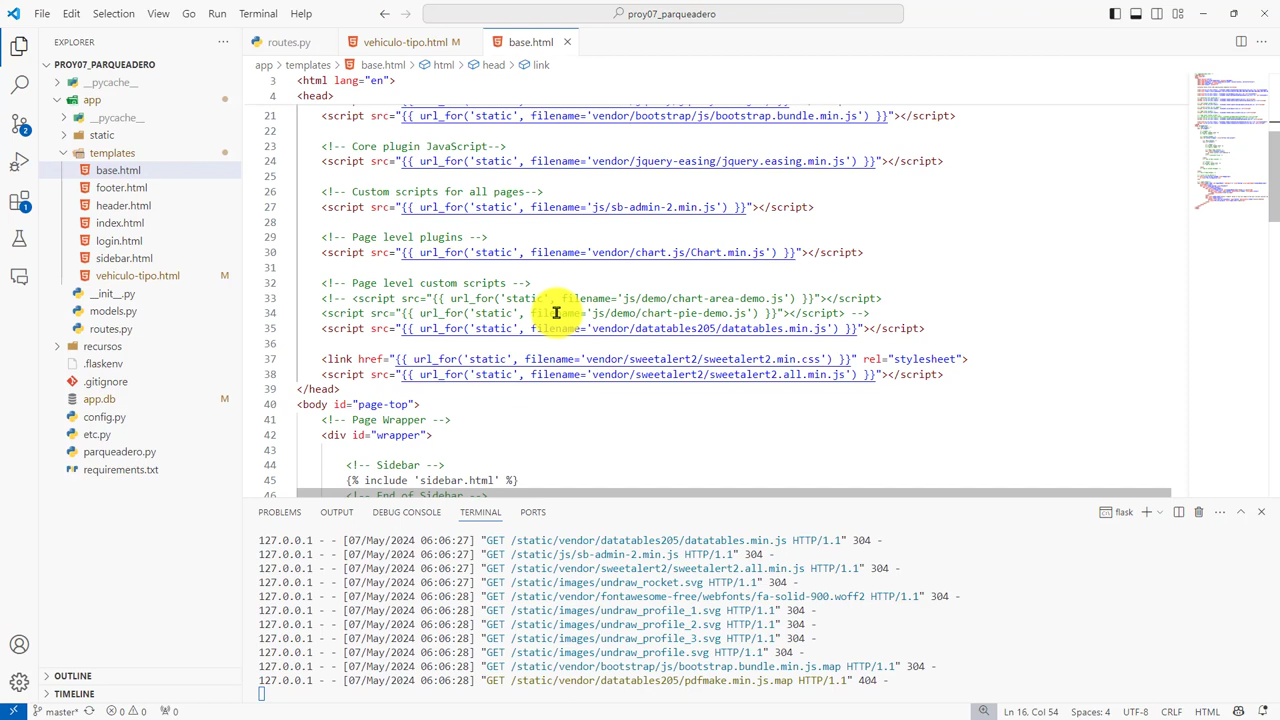 File Edit Selection View Go Run Terminal Help
proy07_parqueadero
EXPLORER
PROY07_PARQUEADERO
__pycache__
app
__pycache__
static
templates
base.html
footer.html
header.html
index.html
login.html
sidebar.html
vehiculo-tipo.html M
__init__.py
models.py
routes.py
recursos
.flaskenv
.gitignore
app.db M
config.py
etc.py
parqueadero.py
requirements.txt
OUTLINE
TIMELINE
2
1
routes.py
vehiculo-tipo.html M
base.html
app > templates > base.html > html > head > link
3 <html lang="en">
4 <head>
21 <script src="{{ url_for('static', filename='vendor/bootstrap/js/bootstrap.bundle.min.js') }}"></script>
22
23 <!-- Core plugin JavaScript-->
24 <script src="{{ url_for('static', filename='vendor/jquery-easing/jquery.easing.min.js') }}"></script>
25
26 <!-- Custom scripts for all pages-->
27 <script src="{{ url_for('static', filename='js/sb-admin-2.min.js') }}"></script>
28
29 <!-- Page level plugins -->
30 <script src="{{ url_for('static', filename='vendor/chart.js/Chart.min.js') }}"></script>
31
32 <!-- Page level custom scripts -->
33 <!-- <script src="{{ url_for('static', filename='js/demo/chart-area-demo.js') }}"></script>
34 <script src="{{ url_for('static', filename='js/demo/chart-pie-demo.js') }}"></script> -->
35 <script src="{{ url_for('static', filename='vendor/datatables205/datatables.min.js') }}"></script>
36
37 <link href="{{ url_for('static', filename='vendor/sweetalert2/sweetalert2.min.css') }}" rel="stylesheet">
38 <script src="{{ url_for('static', filename='vendor/sweetalert2/sweetalert2.all.min.js') }}"></script>
39 </head>
40 <body id="page-top">
41 <!-- Page Wrapper -->
42 <div id="wrapper">
43
44 <!-- Sidebar -->
45 {% include 'sidebar.html' %}
46 <!-- End of Sidebar -->
PROBLEMS OUTPUT DEBUG CONSOLE TERMINAL PORTS
flask
127.0.0.1 - - [07/May/2024 06:06:27] "GET /static/vendor/datatables205/datatables.min.js HTTP/1.1" 304 -
127.0.0.1 - - [07/May/2024 06:06:27] "GET /static/js/sb-admin-2.min.js HTTP/1.1" 304 -
127.0.0.1 - - [07/May/2024 06:06:27] "GET /static/vendor/sweetalert2/sweetalert2.all.min.js HTTP/1.1" 304 -
127.0.0.1 - - [07/May/2024 06:06:27] "GET /static/images/undraw_rocket.svg HTTP/1.1" 304 -
127.0.0.1 - - [07/May/2024 06:06:27] "GET /static/vendor/fontawesome-free/webfonts/fa-solid-900.woff2 HTTP/1.1" 304 -
127.0.0.1 - - [07/May/2024 06:06:28] "GET /static/images/undraw_profile_1.svg HTTP/1.1" 304 -
127.0.0.1 - - [07/May/2024 06:06:28] "GET /static/images/undraw_profile_2.svg HTTP/1.1" 304 -
127.0.0.1 - - [07/May/2024 06:06:28] "GET /static/images/undraw_profile_3.svg HTTP/1.1" 304 -
127.0.0.1 - - [07/May/2024 06:06:28] "GET /static/images/undraw_profile.svg HTTP/1.1" 304 -
127.0.0.1 - - [07/May/2024 06:06:28] "GET /static/vendor/bootstrap/js/bootstrap.bundle.min.js.map HTTP/1.1" 304 -
127.0.0.1 - - [07/May/2024 06:06:28] "GET /static/vendor/datatables205/pdfmake.min.js.map HTTP/1.1" 404 -
master* 0 0 0 Ln 16, Col 54 Spaces: 4 UTF-8 CRLF HTML